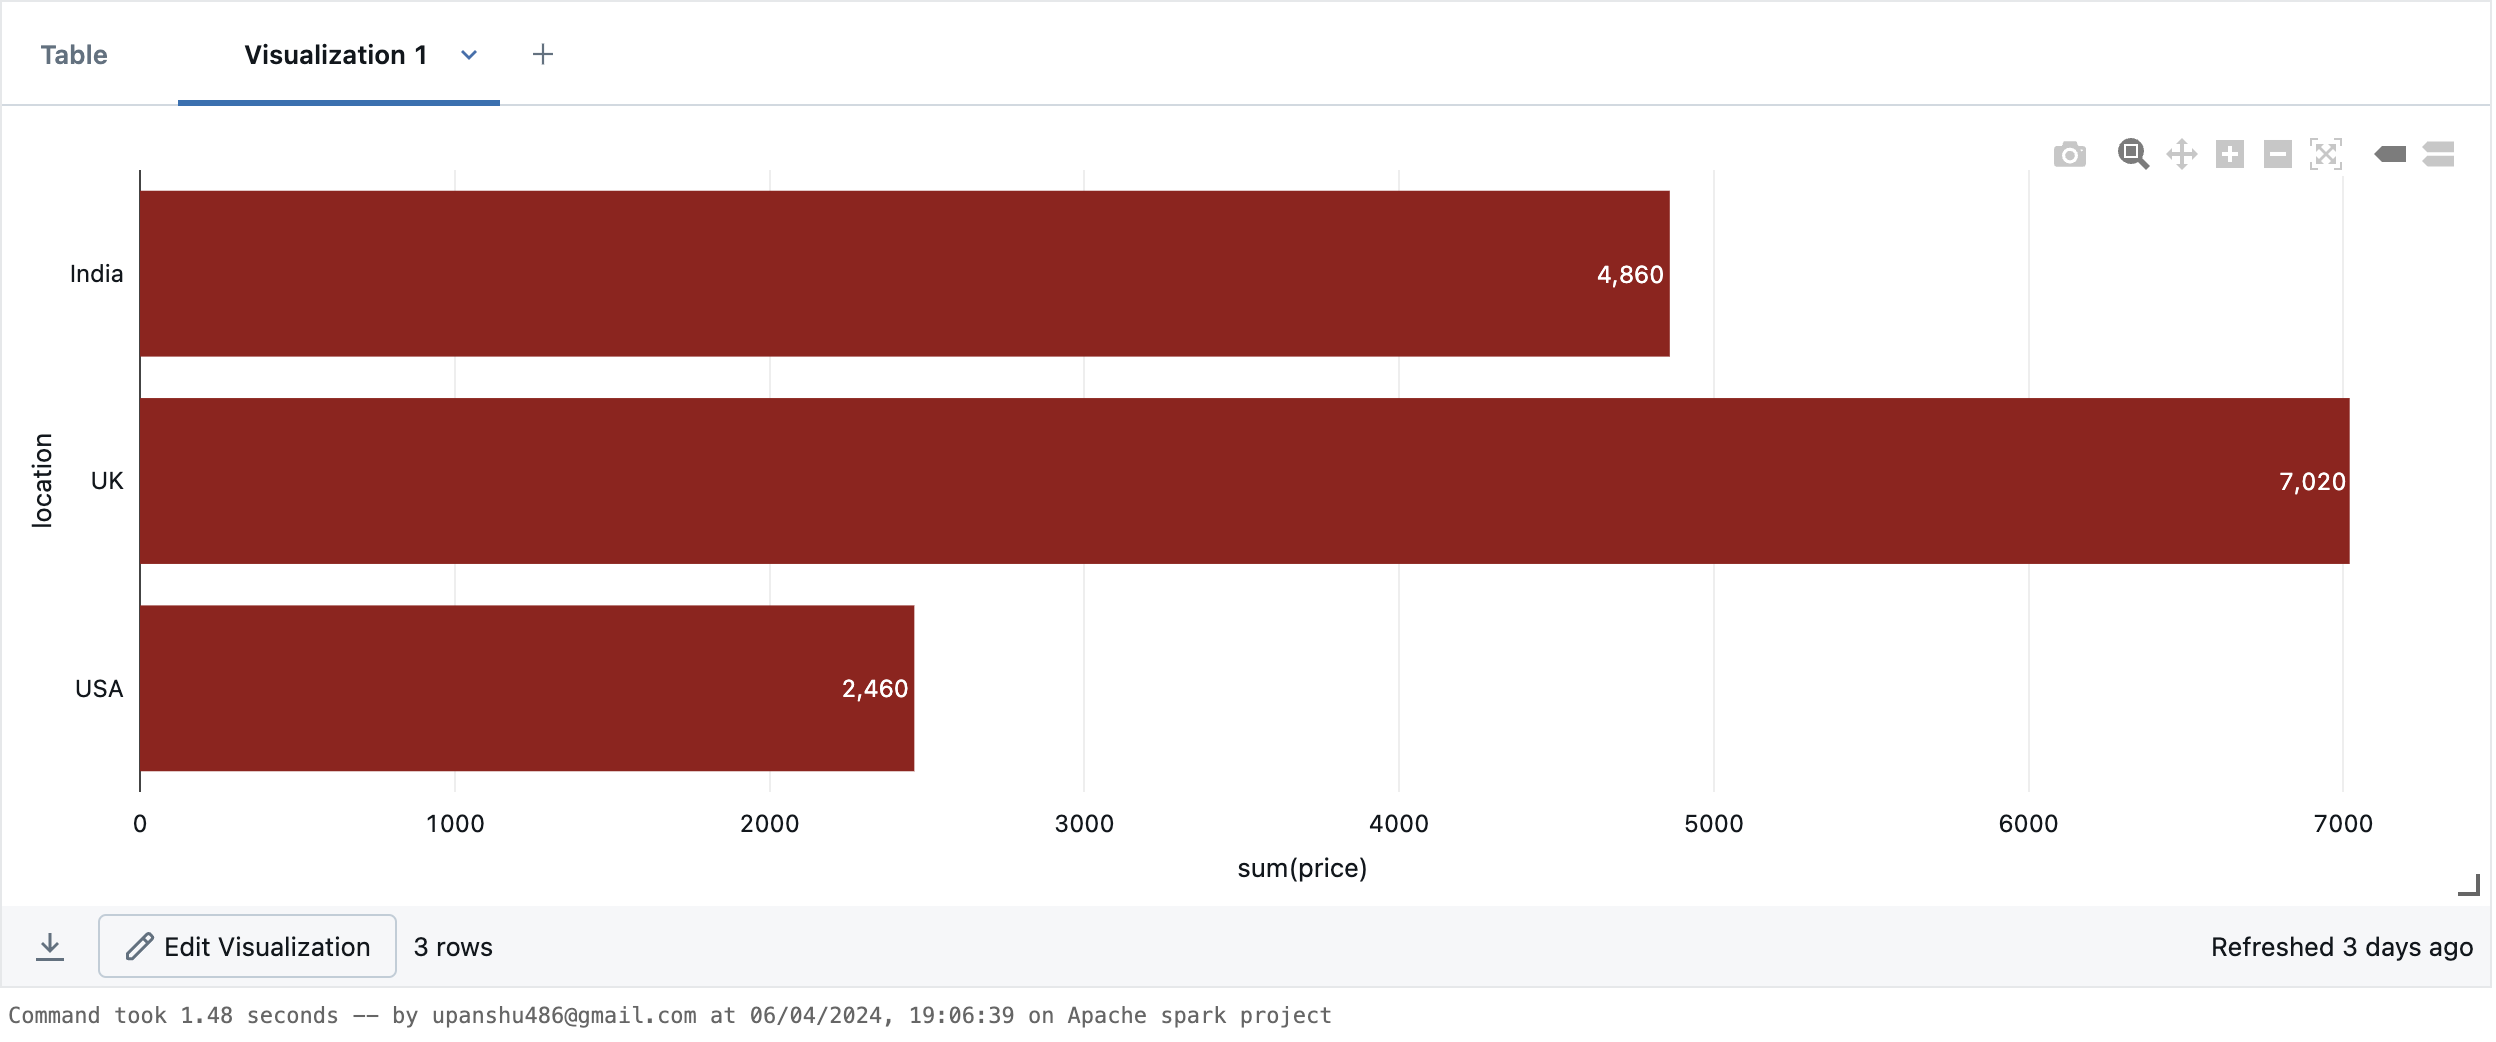 Table Visualization 1
India 4,860
location
UK 7,020
USA 2,460
0 1000 2000 3000 4000 5000 6000 7000
sum(price)
Edit Visualization 3 rows Refreshed 3 days ago
Command took 1.48 seconds -- by upanshu486@gmail.com at 06/04/2024, 19:06:39 on Apache spark project